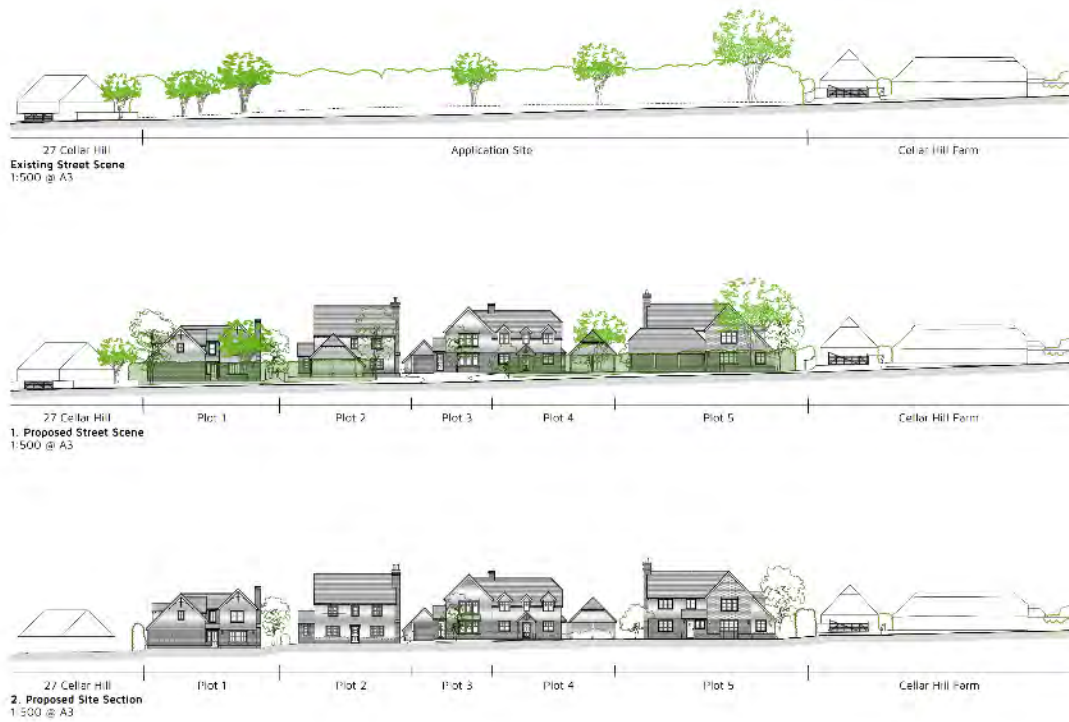 27 Cellar Hill Application Site Cellar Hill Farm
Existing Street Scene
1:500 @ A3
27 Cellar Hill Plot 1 Plot 2 Plot 3 Plot 4 Plot 5 Cellar Hill Farm
1. Proposed Street Scene
1:500 @ A3
27 Cellar Hill Plot 1 Plot 2 Plot 3 Plot 4 Plot 5 Cellar Hill Farm
2. Proposed Site Section
1:500 @ A3